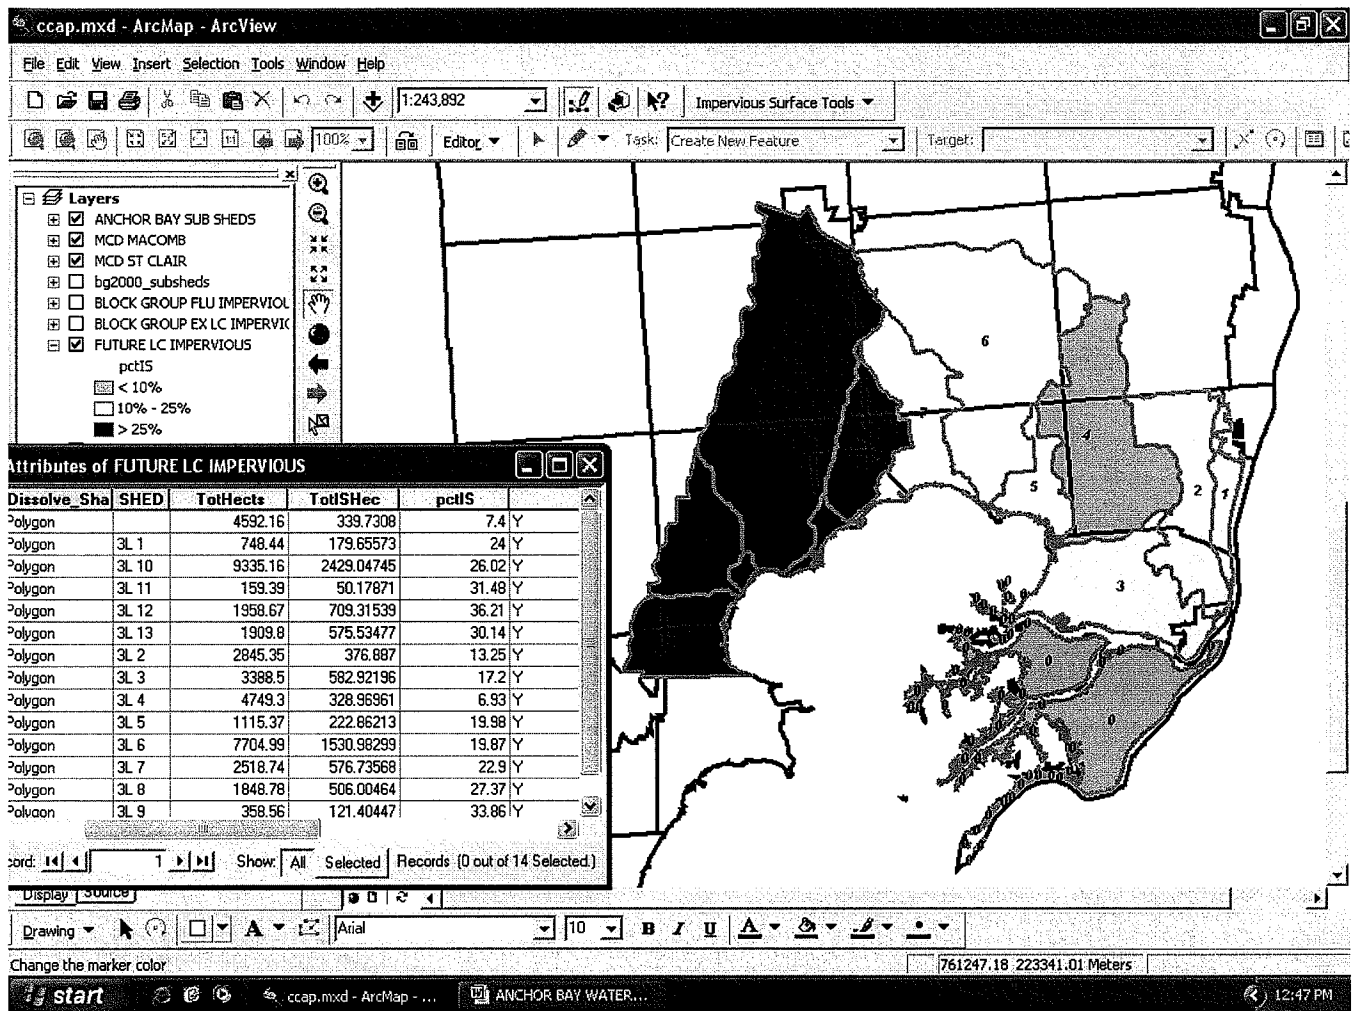 ccap.mxd - ArcMap - ArcView
File Edit View Insert Selection Tools Window Help
1:243,892 Impervious Surface Tools
100% Editor Task: Create New Feature Target:
Layers
ANCHOR BAY SUB SHEDS
MCD MACOMB
MCD ST CLAIR
bg2000_subsheds
BLOCK GROUP FLU IMPERVIOU
BLOCK GROUP EX LC IMPERVIO
FUTURE LC IMPERVIOUS
pctIS
< 10%
10% - 25%
> 25%
6
4
5
2
1
3
0
0
Attributes of FUTURE LC IMPERVIOUS
Dissolve_Sha SHED TotHects TotISHec pctIS
Polygon 4592.16 339.7308 7.4 Y
Polygon 3L 1 748.44 179.65573 24 Y
Polygon 3L 10 9335.16 2429.04745 26.02 Y
Polygon 3L 11 159.39 50.17871 31.48 Y
Polygon 3L 12 1958.67 709.31539 36.21 Y
Polygon 3L 13 1909.8 575.53477 30.14 Y
Polygon 3L 2 2845.35 376.887 13.25 Y
Polygon 3L 3 3388.5 582.92196 17.2 Y
Polygon 3L 4 4749.3 328.96961 6.93 Y
Polygon 3L 5 1115.37 222.86213 19.98 Y
Polygon 3L 6 7704.99 1530.98299 19.87 Y
Polygon 3L 7 2518.74 576.73568 22.9 Y
Polygon 3L 8 1848.78 506.00464 27.37 Y
Polygon 3L 9 358.56 121.40447 33.86 Y
cord: 1 Show: All Selected Records (0 out of 14 Selected.)
Display Source
Drawing A Arial 10 B I U A
Change the marker color 761247.18 223341.01 Meters
start ccap.mxd - ArcMap - ... ANCHOR BAY WATER... 12:47 PM